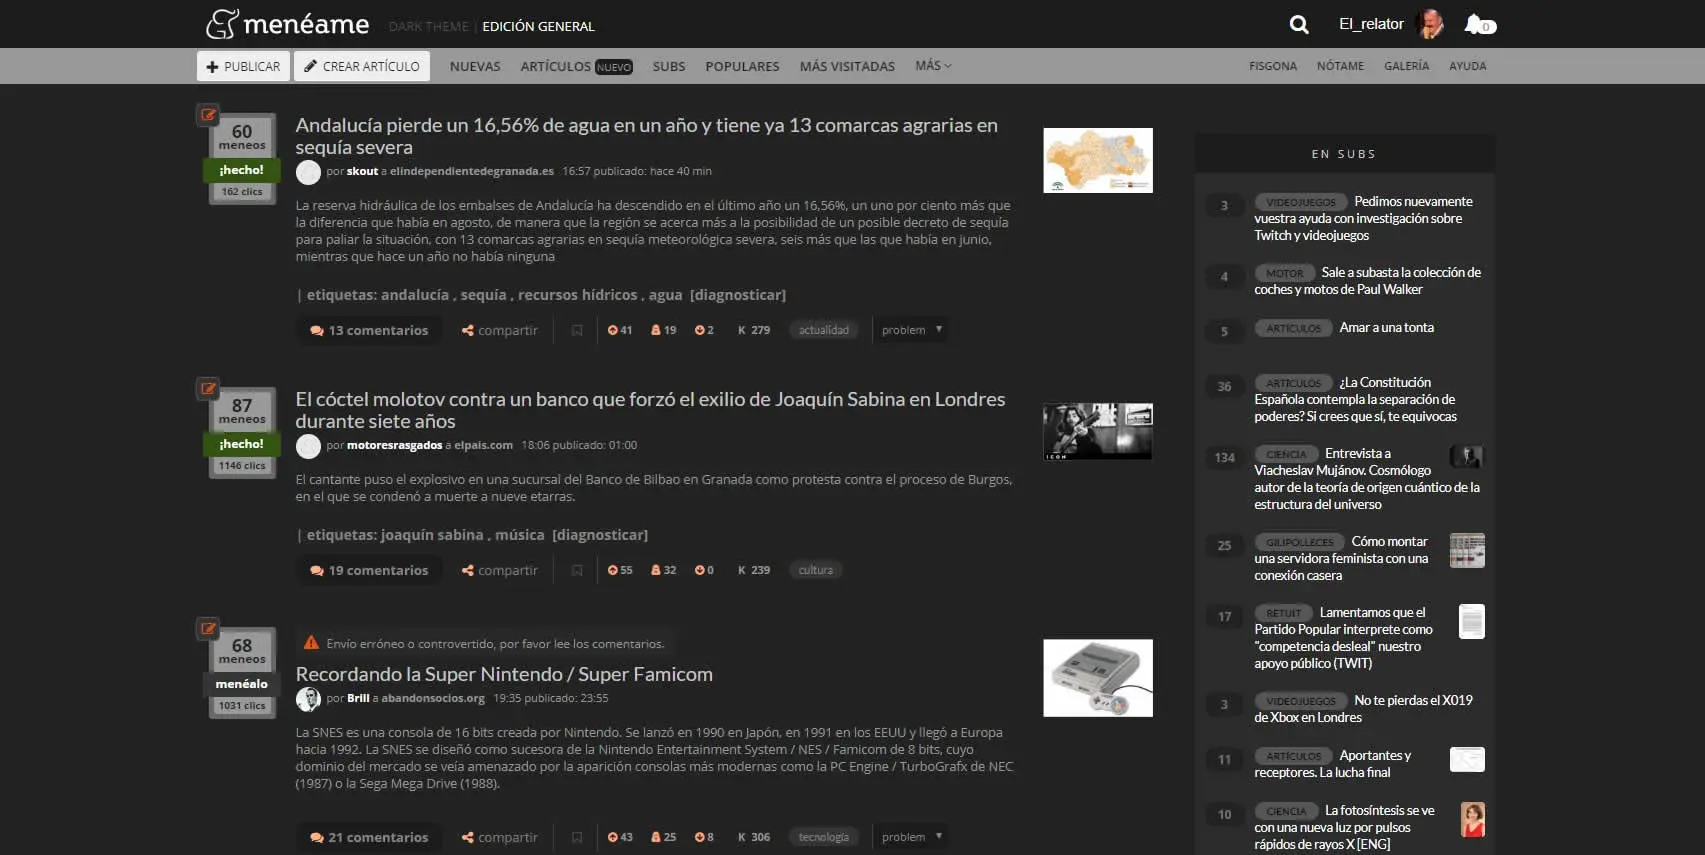 menéame DARK THEME | EDICIÓN GENERAL El_relator 0
PUBLICAR CREAR ARTÍCULO NUEVAS ARTÍCULOS NUEVO SUBS POPULARES MÁS VISITADAS MÁS FISGONA NÓTAME GALERÍA AYUDA
60
meneos
¡hecho!
162 clics
Andalucía pierde un 16,56% de agua en un año y tiene ya 13 comarcas agrarias en
sequía severa
por skout a elindependientedegranada.es 16:57 publicado: hace 40 min
La reserva hidráulica de los embalses de Andalucía ha descendido en el último año un 16,56%, un uno por ciento más que
la diferencia que había en agosto, de manera que la región se acerca más a la posibilidad de un posible decreto de sequía
para paliar la situación, con 13 comarcas agrarias en sequía meteorológica severa, seis más que las que había en junio,
mientras que hace un año no había ninguna
| etiquetas: andalucía , sequía , recursos hídricos , agua [diagnosticar]
13 comentarios compartir 41 19 2 K 279 actualidad problem
87
meneos
¡hecho!
1146 clics
El cóctel molotov contra un banco que forzó el exilio de Joaquín Sabina en Londres
durante siete años
por motoresrasgados a elpais.com 18:06 publicado: 01:00
El cantante puso el explosivo en una sucursal del Banco de Bilbao en Granada como protesta contra el proceso de Burgos,
en el que se condenó a muerte a nueve etarras.
| etiquetas: joaquín sabina , música [diagnosticar]
19 comentarios compartir 55 32 0 K 239 cultura
ICON
68
meneos
menéalo
1031 clics
Envío erróneo o controvertido, por favor lee los comentarios.
Recordando la Super Nintendo / Super Famicom
por Brill a abandonsocios.org 19:35 publicado: 23:55
La SNES es una consola de 16 bits creada por Nintendo. Se lanzó en 1990 en Japón, en 1991 en los EEUU y llegó a Europa
hacia 1992. La SNES se diseñó como sucesora de la Nintendo Entertainment System / NES / Famicom de 8 bits, cuyo
dominio del mercado se veía amenazado por la aparición consolas más modernas como la PC Engine / TurboGrafx de NEC
(1987) o la Sega Mega Drive (1988).
21 comentarios compartir 43 25 8 K 306 tecnología problem
EN SUBS
3 VIDEOJUEGOS Pedimos nuevamente
vuestra ayuda con investigación sobre
Twitch y videojuegos
4 MOTOR Sale a subasta la colección de
coches y motos de Paul Walker
5 ARTÍCULOS Amar a una tonta
36 ARTÍCULOS ¿La Constitución
Española contempla la separación de
poderes? Si crees que sí, te equivocas
134 CIENCIA Entrevista a
Viacheslav Mujánov. Cosmólogo
autor de la teoría de origen cuántico de la
estructura del universo
25 GILIPOLLECES Cómo montar
una servidora feminista con una
conexión casera
17 RETUIT Lamentamos que el
Partido Popular interprete como
"competencia desleal" nuestro
apoyo público (TWIT)
3 VIDEOJUEGOS No te pierdas el X019
de Xbox en Londres
11 ARTÍCULOS Aportantes y
receptores. La lucha final
10 CIENCIA La fotosíntesis se ve
con una nueva luz por pulsos
rápidos de rayos X [ENG]